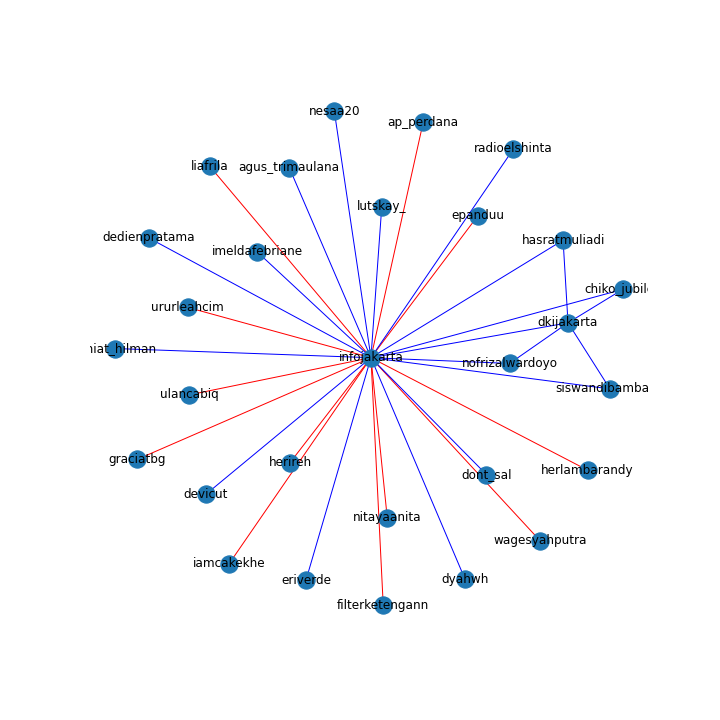 nesaa20
ap_perdana
radioelshinta
liafrila
agus_trimaulana
lutskay_
epanduu
dedienpratama
imeldafebriane
hasratmuliadi
chiko_jubil
ururleahcim
dkijakarta
niat_hilman
infojakarta
nofrizalwardoyo
ulancabiq
siswandibamba
graciatbg
herireh
dont_sal
herlambarandy
devicut
nitayaanita
wagesyahputra
iamcakekhe
eriverde
dyahwh
filterketengann